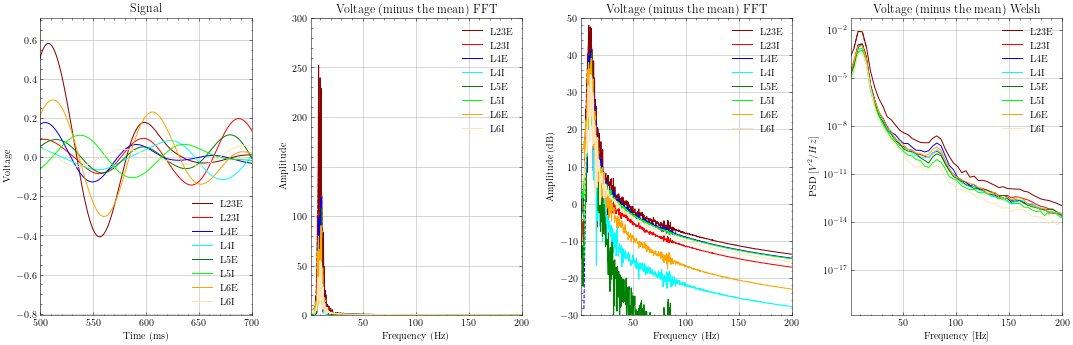 Signal
0.6
0.4
0.2
0.0
−0.2
−0.4
−0.6
−0.8
Voltage
500 550 600 650 700
Time (ms)
L23E
L23I
L4E
L4I
L5E
L5I
L6E
L6I
Voltage (minus the mean) FFT
300
250
200
150
100
50
0
Amplitude
50 100 150 200
Frequency (Hz)
L23E
L23I
L4E
L4I
L5E
L5I
L6E
L6I
Voltage (minus the mean) FFT
50
40
30
20
10
0
−10
−20
−30
Amplitude (dB)
50 100 150 200
Frequency (Hz)
L23E
L23I
L4E
L4I
L5E
L5I
L6E
L6I
Voltage (minus the mean) Welsh
10⁻²
10⁻⁵
10⁻⁸
10⁻¹¹
10⁻¹⁴
10⁻¹⁷
PSD [V²/Hz]
50 100 150 200
Frequency [Hz]
L23E
L23I
L4E
L4I
L5E
L5I
L6E
L6I